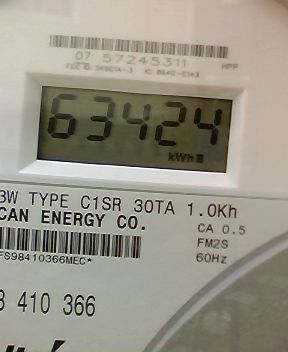 07 57245311
HPP
63424
kWh
3W TYPE C1SR 30TA 1.0Kh
CAN ENERGY CO.
CA 0.5
FM2S
60Hz
FS98410366MEC*
8 410 366